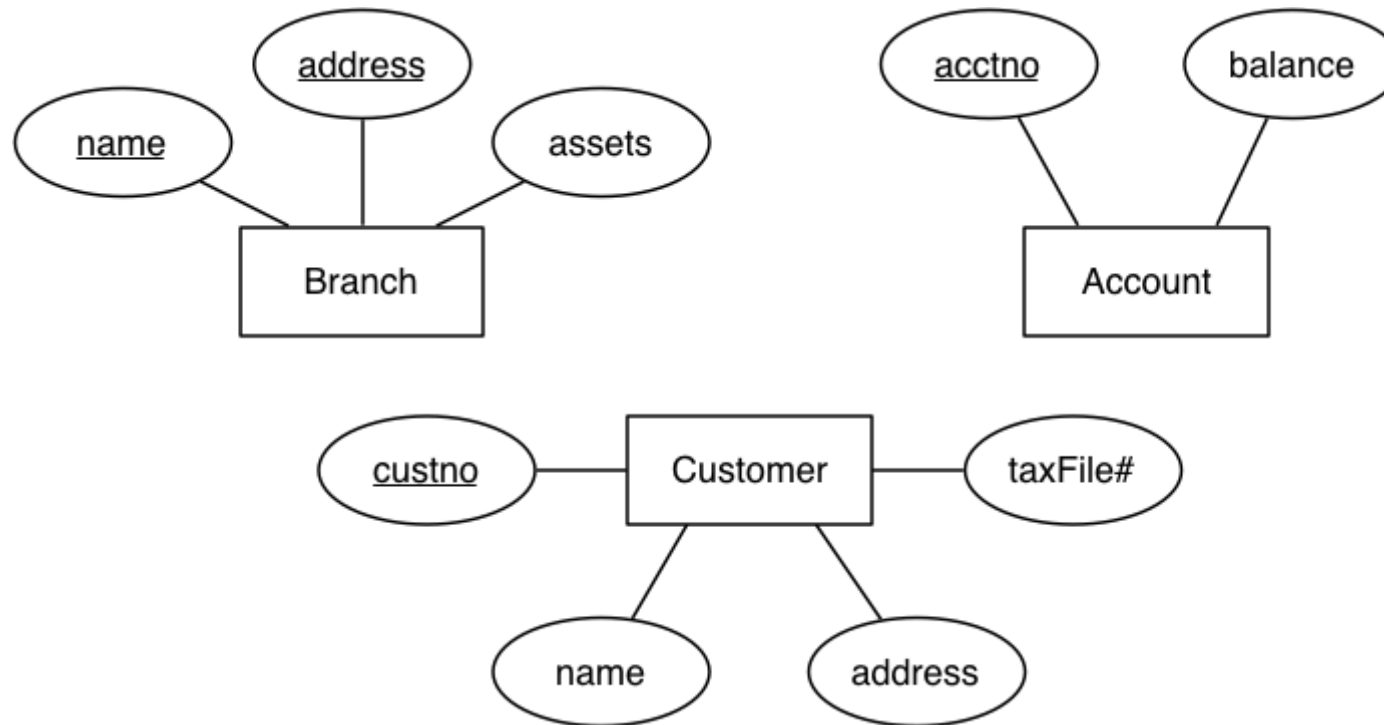 address
acctno
balance
name
assets
Branch
Account
custno
Customer
taxFile#
name
address